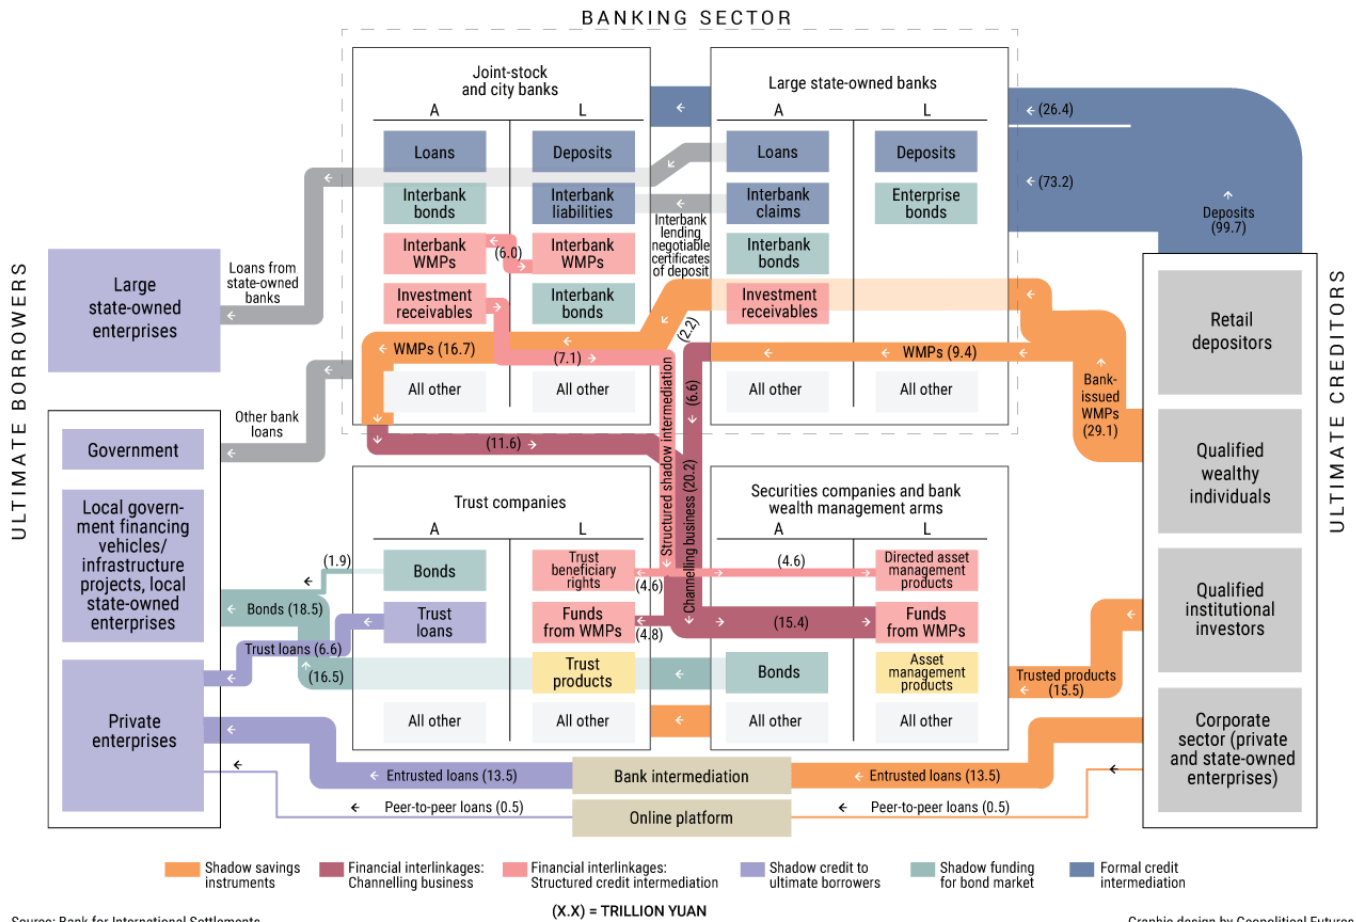 BANKING SECTOR
Joint-stock
and city banks
A
L
Loans
Deposits
Interbank
bonds
Interbank
liabilities
Interbank
WMPs
(6.0)
Interbank
WMPs
Investment
receivables
Interbank
bonds
WMPs (16.7)
(7.1)
All other
All other
Large state-owned banks
A
L
Loans
Deposits
Interbank
claims
Enterprise
bonds
Interbank
bonds
Investment
receivables
WMPs (9.4)
All other
All other
Interbank
lending
negotiable
certificates
of deposit
(2.2)
(6.6)
(11.6)
Structured shadow intermediation
Channelling business (20.2)
(26.4)
(73.2)
Deposits
(99.7)
Bank-
issued
WMPs
(29.1)
ULTIMATE BORROWERS
Large
state-owned
enterprises
Loans from
state-owned
banks
Other bank
loans
Government
Local govern-
ment financing
vehicles/
infrastructure
projects, local
state-owned
enterprises
Private
enterprises
(1.9)
Bonds (18.5)
Trust loans (6.6)
(16.5)
Trust companies
A
L
Bonds
Trust
beneficiary
rights
(4.6)
Trust
loans
Funds
from WMPs
(4.8)
Trust
products
All other
All other
Securities companies and bank
wealth management arms
A
L
(4.6)
Directed asset
management
products
(15.4)
Funds
from WMPs
Bonds
Asset
management
products
All other
All other
Trusted products
(15.5)
ULTIMATE CREDITORS
Retail
depositors
Qualified
wealthy
individuals
Qualified
institutional
investors
Corporate
sector (private
and state-owned
enterprises)
Entrusted loans (13.5)
Bank intermediation
Entrusted loans (13.5)
Peer-to-peer loans (0.5)
Online platform
Peer-to-peer loans (0.5)
Shadow savings
instruments
Financial interlinkages:
Channelling business
Financial interlinkages:
Structured credit intermediation
Shadow credit to
ultimate borrowers
Shadow funding
for bond market
Formal credit
intermediation
(X.X) = TRILLION YUAN
Source: Bank for International Settlements
Graphic design by Geopolitical Futures